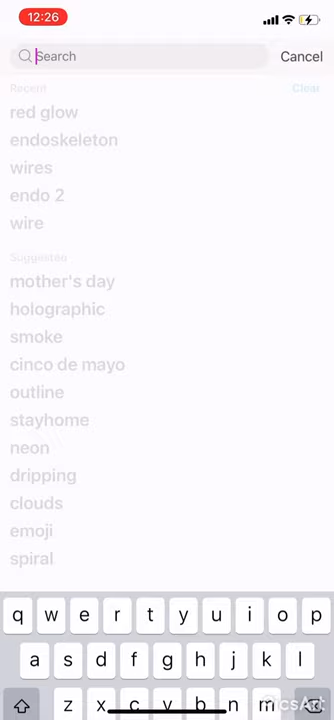 12:26
Search
Cancel
Recent
Clear
red glow
endoskeleton
wires
endo 2
wire
Suggested
mother's day
holographic
smoke
cinco de mayo
outline
stayhome
neon
dripping
clouds
emoji
spiral
q w e r t y u i o p
a s d f g h j k l
z x c v b n m